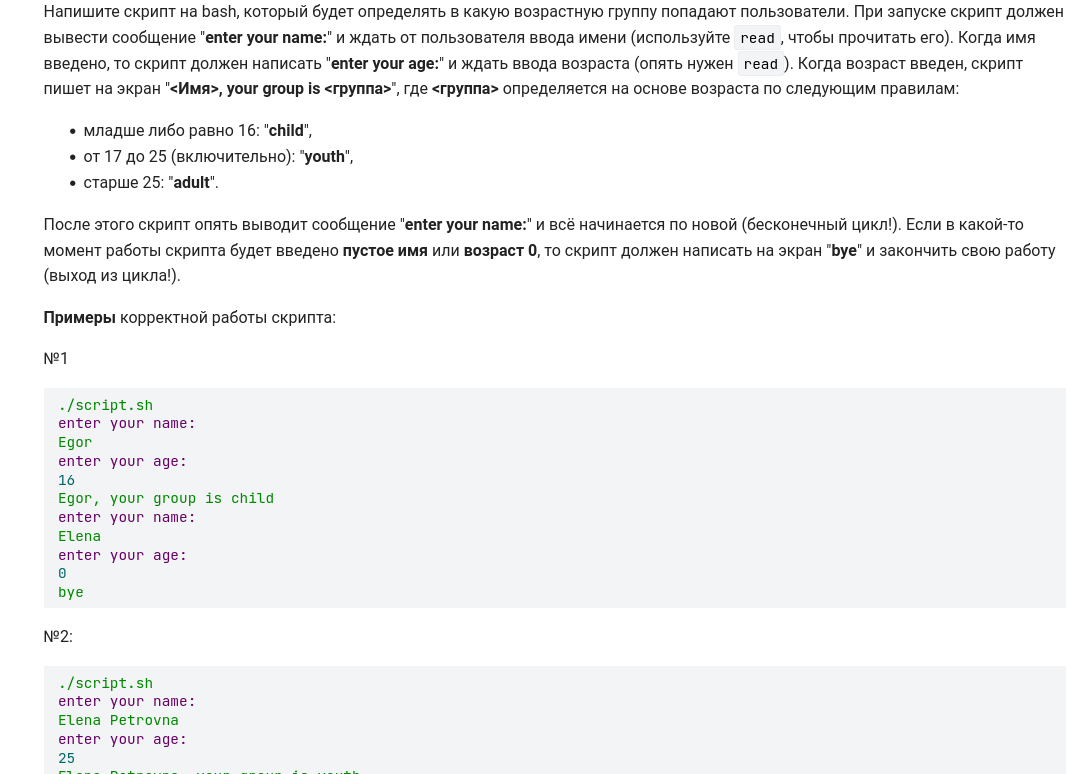 Напишите скрипт на bash, который будет определять в какую возрастную группу попадают пользователи. При запуске скрипт должен
вывести сообщение "enter your name:" и ждать от пользователя ввода имени (используйте read, чтобы прочитать его). Когда имя
введено, то скрипт должен написать "enter your age:" и ждать ввода возраста (опять нужен read). Когда возраст введен, скрипт
пишет на экран "<Имя>, your group is <группа>", где <группа> определяется на основе возраста по следующим правилам:
• младше либо равно 16: "child",
• от 17 до 25 (включительно): "youth",
• старше 25: "adult".
После этого скрипт опять выводит сообщение "enter your name:" и всё начинается по новой (бесконечный цикл!). Если в какой-то
момент работы скрипта будет введено пустое имя или возраст 0, то скрипт должен написать на экран "bye" и закончить свою работу
(выход из цикла!).
Примеры корректной работы скрипта:
№1
./script.sh
enter your name:
Egor
enter your age:
16
Egor, your group is child
enter your name:
Elena
enter your age:
0
bye
№2:
./script.sh
enter your name:
Elena Petrovna
enter your age:
25
Elena Petrovna, your group is youth